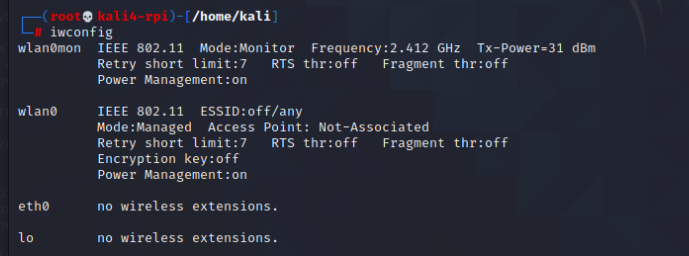 ┌──(root💀kali4-rpi)-[/home/kali]
└─# iwconfig
wlan0mon  IEEE 802.11  Mode:Monitor  Frequency:2.412 GHz  Tx-Power=31 dBm
          Retry short limit:7   RTS thr:off   Fragment thr:off
          Power Management:on
wlan0     IEEE 802.11  ESSID:off/any
          Mode:Managed  Access Point: Not-Associated
          Retry short limit:7   RTS thr:off   Fragment thr:off
          Encryption key:off
          Power Management:on
eth0      no wireless extensions.
lo        no wireless extensions.